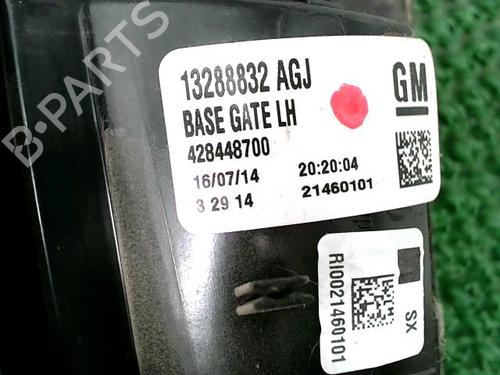 B-PARTS
13288832 AGJ
GM
BASE GATE LH
428448700
16/07/14 20:20:04
3 29 14 21460101
SX
RI0021460101